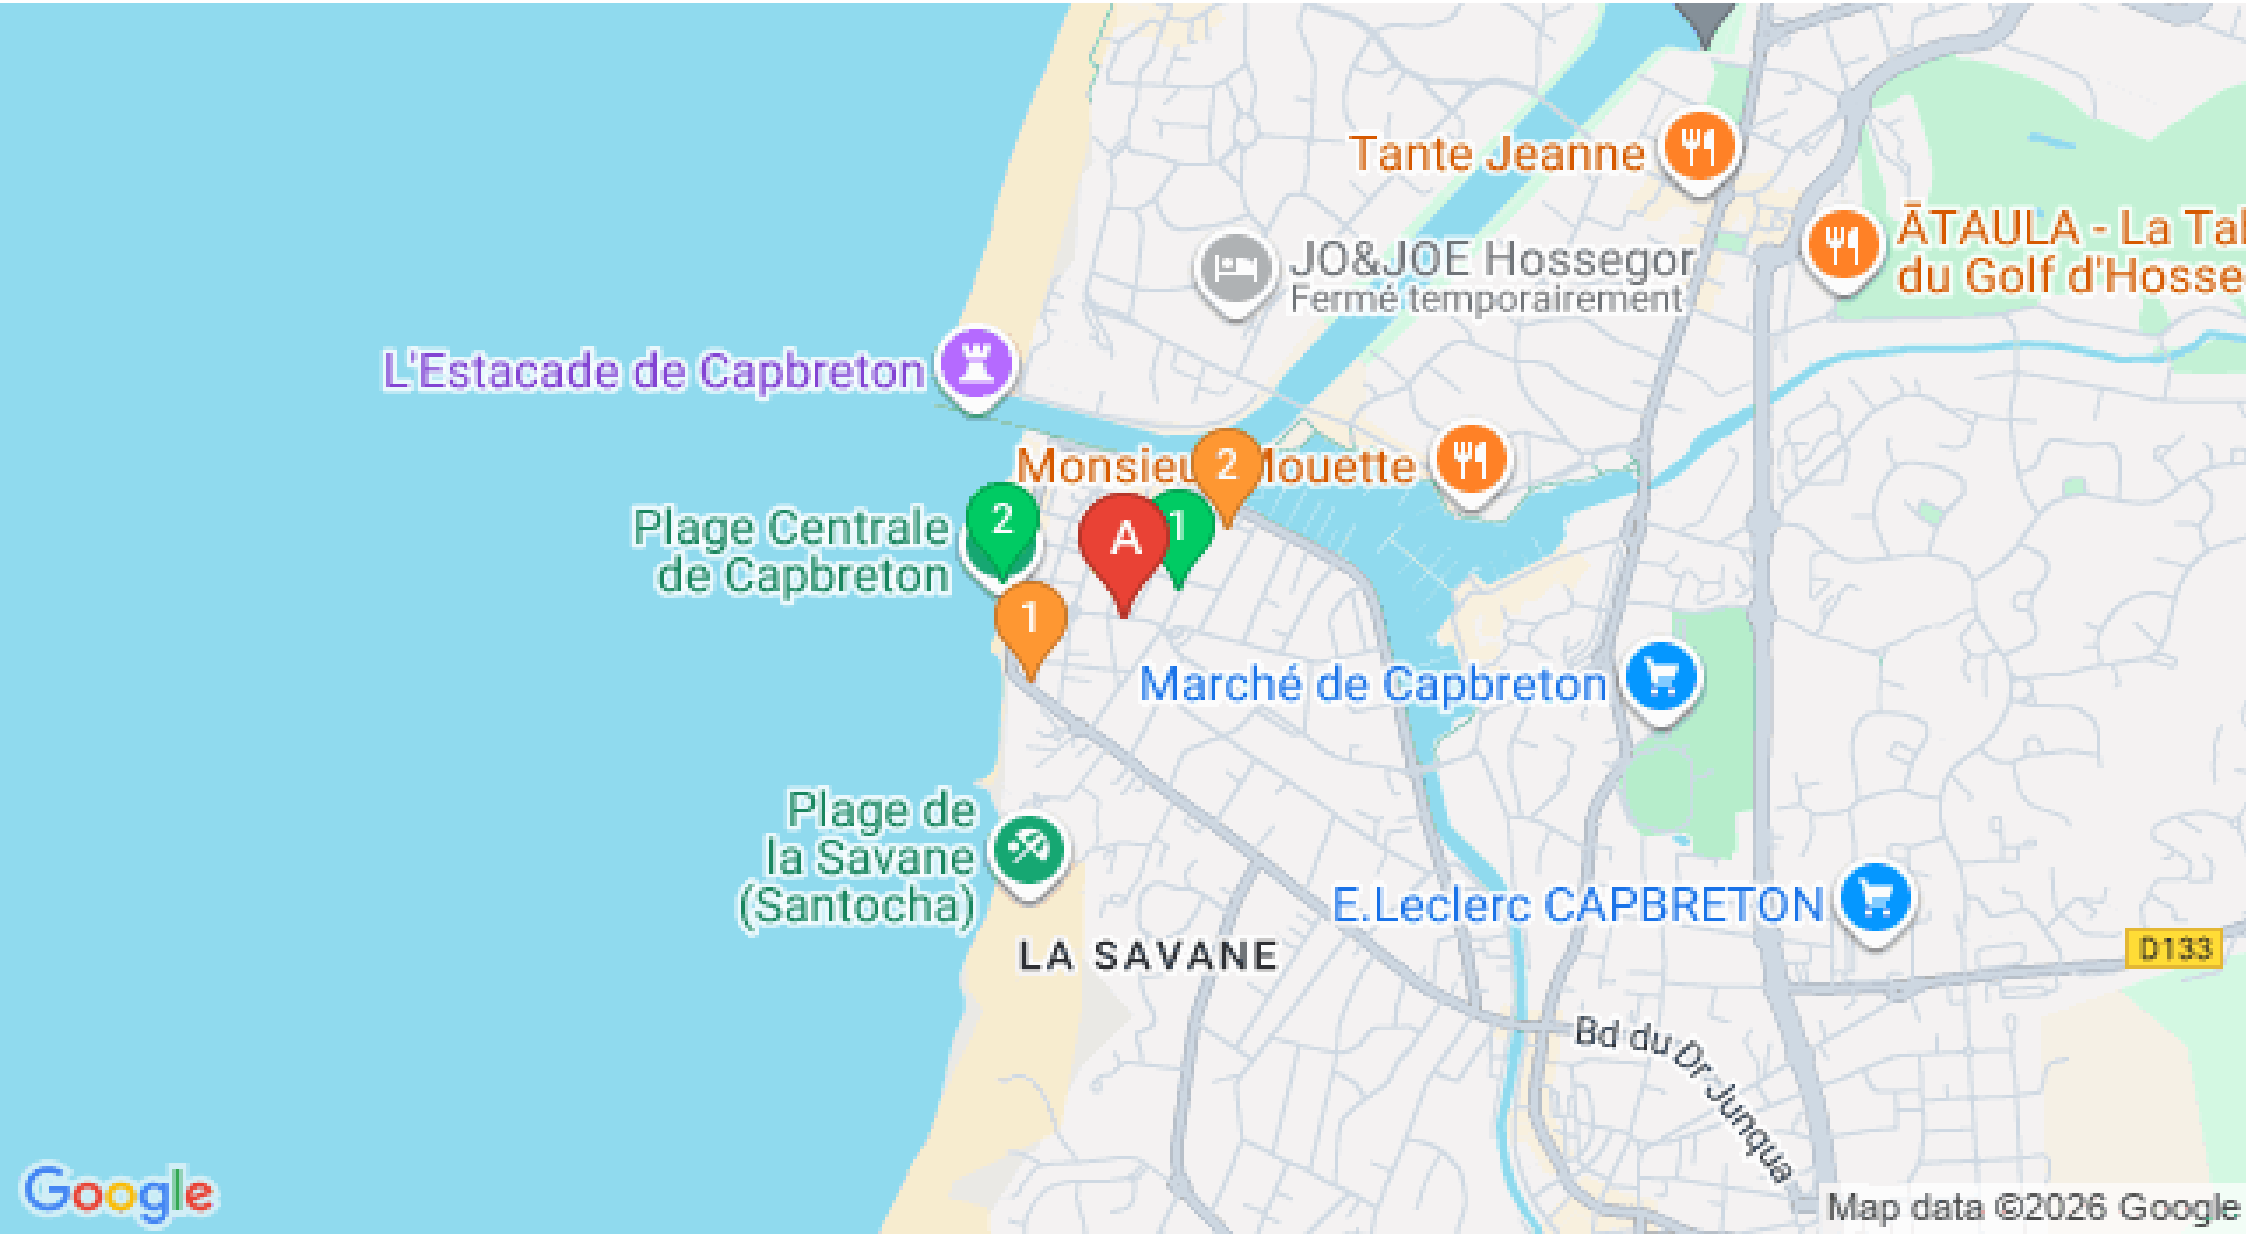 Tante Jeanne
ĀTAULA - La Tal
du Golf d'Hosse
JO&JOE Hossegor
Fermé temporairement
L'Estacade de Capbreton
2
Mouette
2
A
1
Plage Centrale
de Capbreton
1
Marché de Capbreton
Plage de
la Savane
(Santocha)
E.Leclerc CAPBRETON
LA SAVANE
D133
Bd du Dr Junqua
Google
Map data ©2026 Google